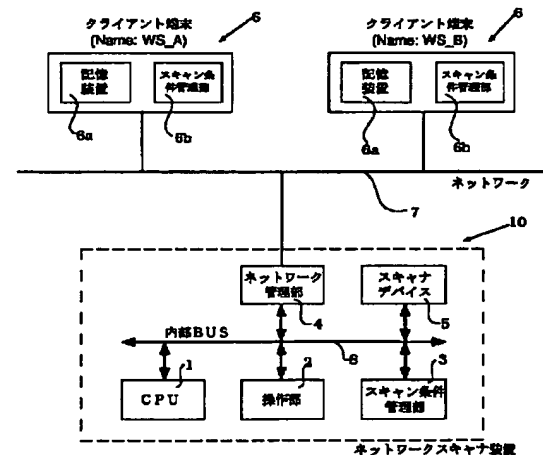 クライアント端末
(Name: WS_A)
6
クライアント端末
(Name: WS_B)
6
記憶
装置
スキャン条
件管理部
記憶
装置
スキャン条
件管理部
6a
6b
6a
6b
ネットワーク
7
10
ネットワーク
管理部
スキャナ
デバイス
4
5
内部BUS
8
1
2
3
CPU
操作部
スキャン条件
管理部
ネットワークスキャナ装置